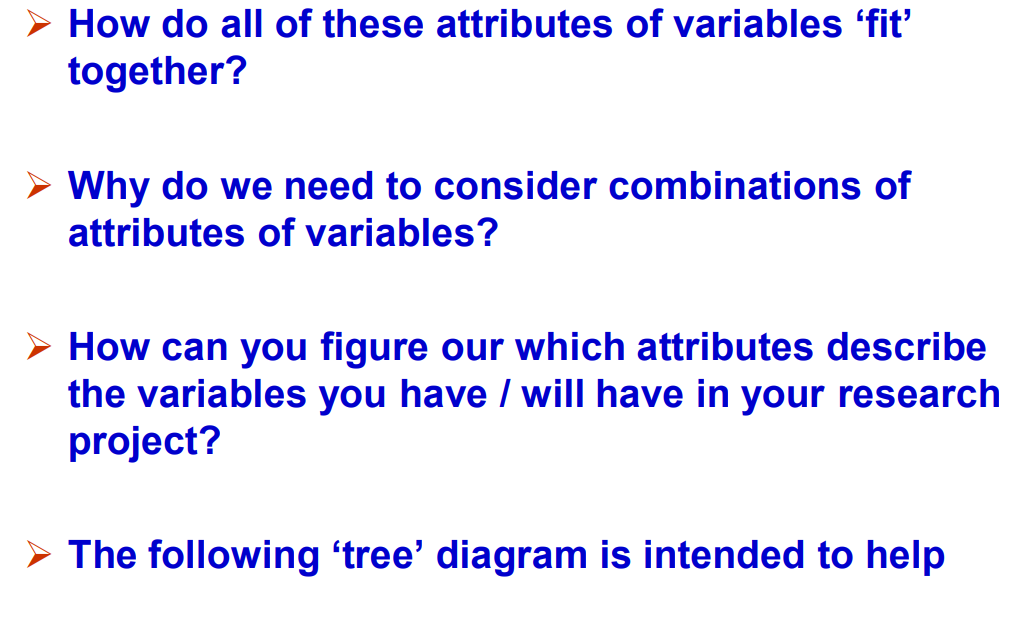 ➢ How do all of these attributes of variables ‘fit’
together?
➢ Why do we need to consider combinations of
attributes of variables?
➢ How can you figure our which attributes describe
the variables you have / will have in your research
project?
➢ The following ‘tree’ diagram is intended to help